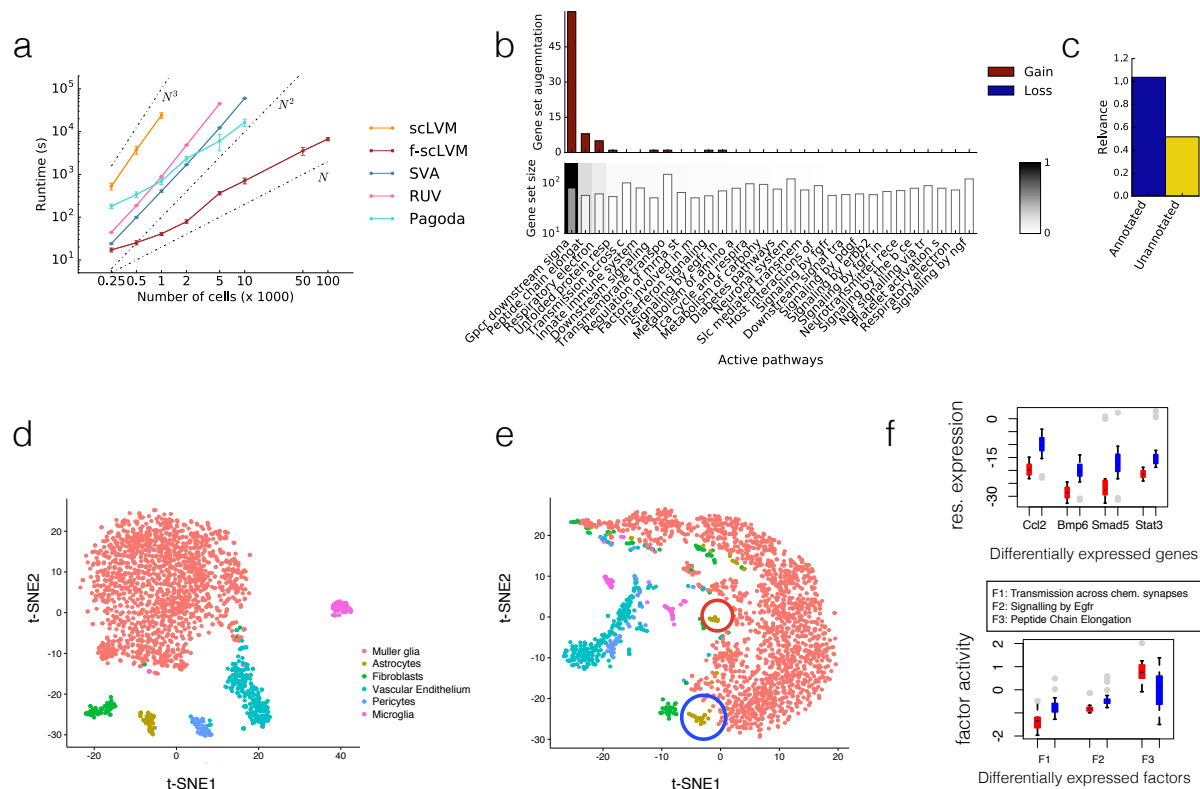 a
10^5
10^4
10^3
10^2
10^1
Runtime (s)
N^3
N^2
N
0.25 0.5 1 2 5 10 50 100
Number of cells (x 1000)
scLVM
f-scLVM
SVA
RUV
Pagoda
b
45
30
15
0
Gene set augmentation
Gain
Loss
10^2
10^1
Gene set size
1
0
Gpcr downstream signa
Peptide chain elongat
Respiratory electron
Unfolded protein resp
Transmission across c
Innate immune system
Downstream signaling
Transmembrane transpo
Regulation of mrna st
Factors involved in m
Interferon signaling
Signaling by egfr in
Metabolism of amino a
Tca cycle and respira
Metabolism of carbohy
Diabetes pathways
Neuronal system
Slc mediated transmem
Host interactions of
Signaling by fgfr
Downstream signal tra
Signaling by pdgf
Signaling by erbb2
Signaling by fgfr in
Neurotransmitter rece
Signaling by the b ce
Ngf signalling via tr
Platelet activation s
Respiratory electron
Signalling by ngf
Active pathways
c
1.2
1.0
0.8
0.6
0.4
0.2
0.0
Relevance
Annotated
Unannotated
d
20
10
0
-10
-20
-30
t-SNE2
-20 0 20 40
t-SNE1
Muller glia
Astrocytes
Fibroblasts
Vascular Endithelium
Pericytes
Microglia
e
20
10
0
-10
-20
-30
t-SNE2
-20 -10 0 10 20
t-SNE1
f
0
-15
-30
res. expression
Ccl2 Bmp6 Smad5 Stat3
Differentially expressed genes
F1: Transmission across chem. synapses
F2: Signalling by Egfr
F3: Peptide Chain Elongation
2
1
0
-2
factor activity
F1 F2 F3
Differentially expressed factors